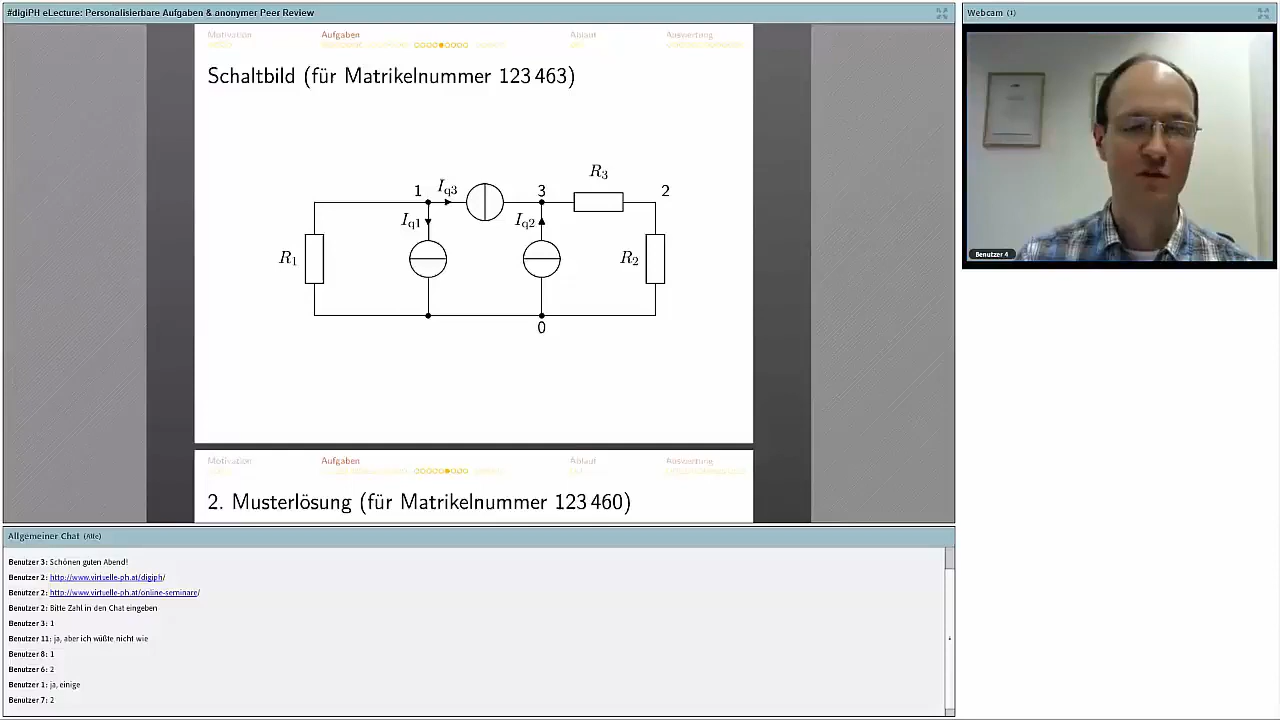 #digiPH eLecture: Personalisierbare Aufgaben & anonymer Peer Review
Motivation Aufgaben Ablauf Auswertung
Schaltbild (für Matrikelnummer 123 463)
R3
1 Iq3 3 2
Iq1 Iq2
R1 R2
0
Motivation Aufgaben Ablauf Auswertung
2. Musterlösung (für Matrikelnummer 123 460)
Webcam (1)
Benutzer 4
Allgemeiner Chat (Alle)
Benutzer 3: Schönen guten Abend!
Benutzer 2: http://www.virtuelle-ph.at/digiph/
Benutzer 2: http://www.virtuelle-ph.at/online-seminare/
Benutzer 2: Bitte Zahl in den Chat eingeben
Benutzer 3: 1
Benutzer 11: ja, aber ich wüßte nicht wie
Benutzer 8: 1
Benutzer 6: 2
Benutzer 1: ja, einige
Benutzer 7: 2